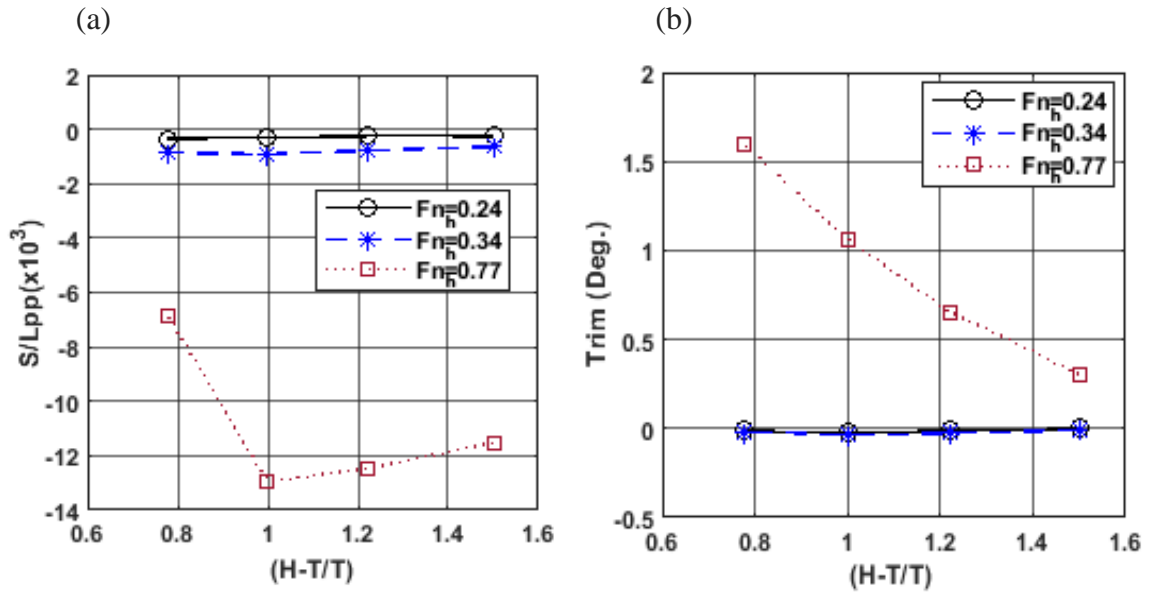 (a)
2
0
-2
-4
-6
-8
-10
-12
-14
0.6 0.8 1 1.2 1.4 1.6
S/Lpp(x10³)
(H-T/T)
Fnh=0.24
Fnh=0.34
Fnh=0.77
(b)
2
1.5
1
0.5
0
-0.5
0.6 0.8 1 1.2 1.4 1.6
Trim (Deg.)
(H-T/T)
Fnh=0.24
Fnh=0.34
Fnh=0.77